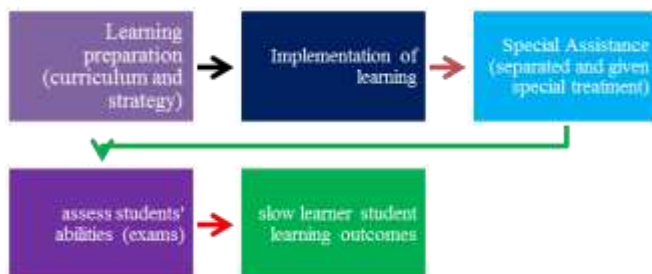 Learning
preparation
(curriculum and
strategy)
Implementation of
learning
Special Assistance
(separated and given
special treatment)
assess students'
abilities (exams)
slow learner student
learning outcomes